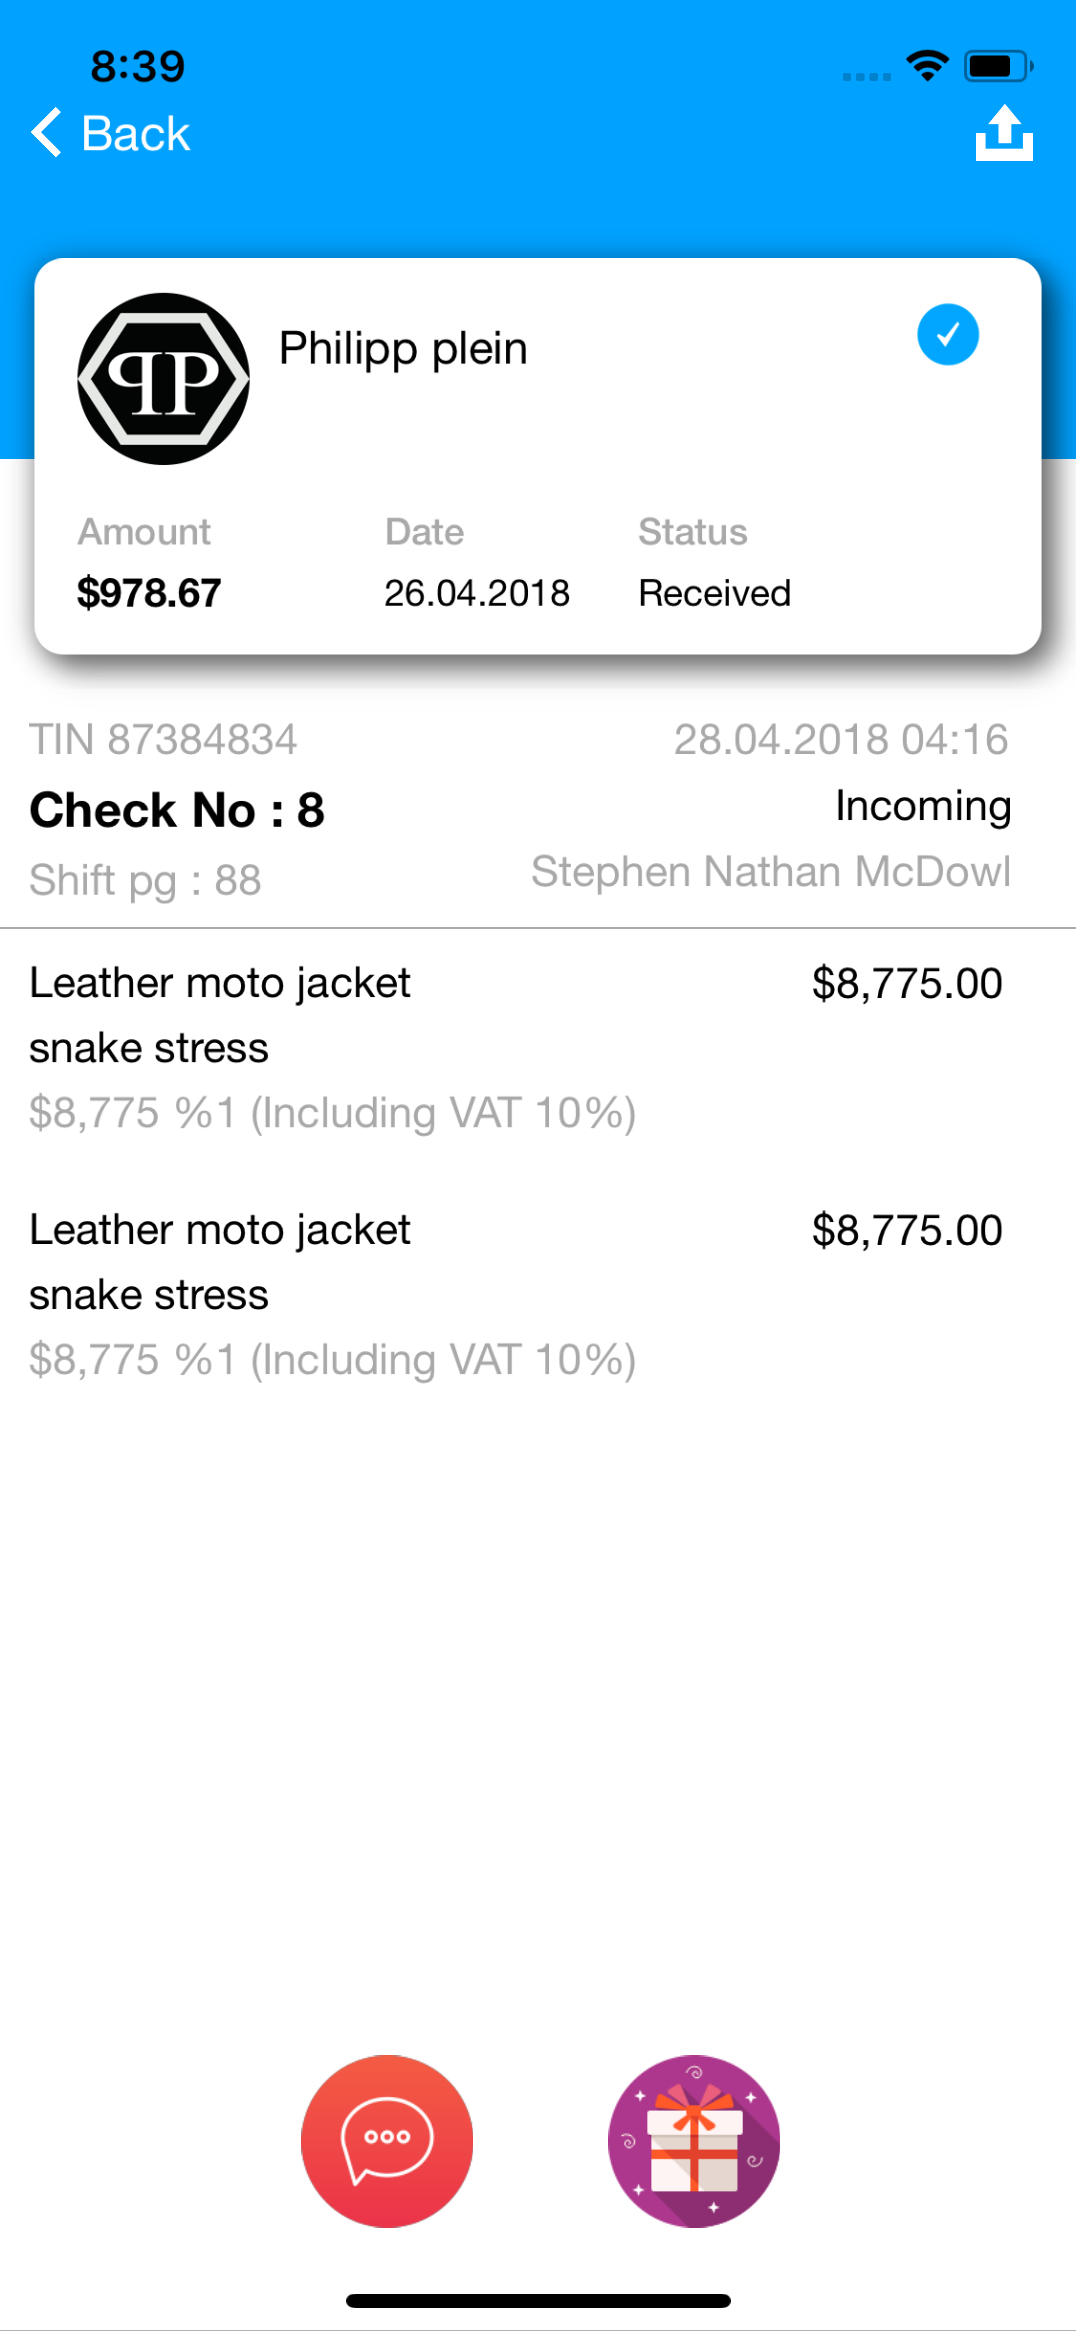 8:39
Back
Philipp plein
Amount Date Status
$978.67 26.04.2018 Received
TIN 87384834 28.04.2018 04:16
Check No : 8 Incoming
Shift pg : 88 Stephen Nathan McDowl
Leather moto jacket $8,775.00
snake stress
$8,775 %1 (Including VAT 10%)
Leather moto jacket $8,775.00
snake stress
$8,775 %1 (Including VAT 10%)